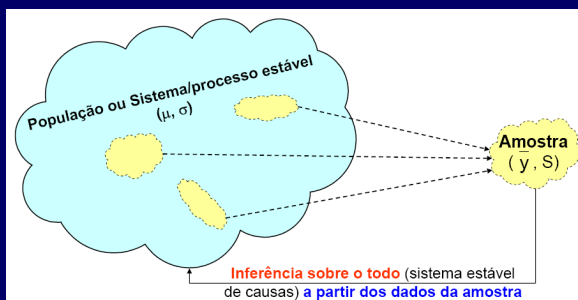 População ou Sistema/processo estável
(μ, σ)
Amostra
( y̅ , S)
Inferência sobre o todo (sistema estável
de causas) a partir dos dados da amostra